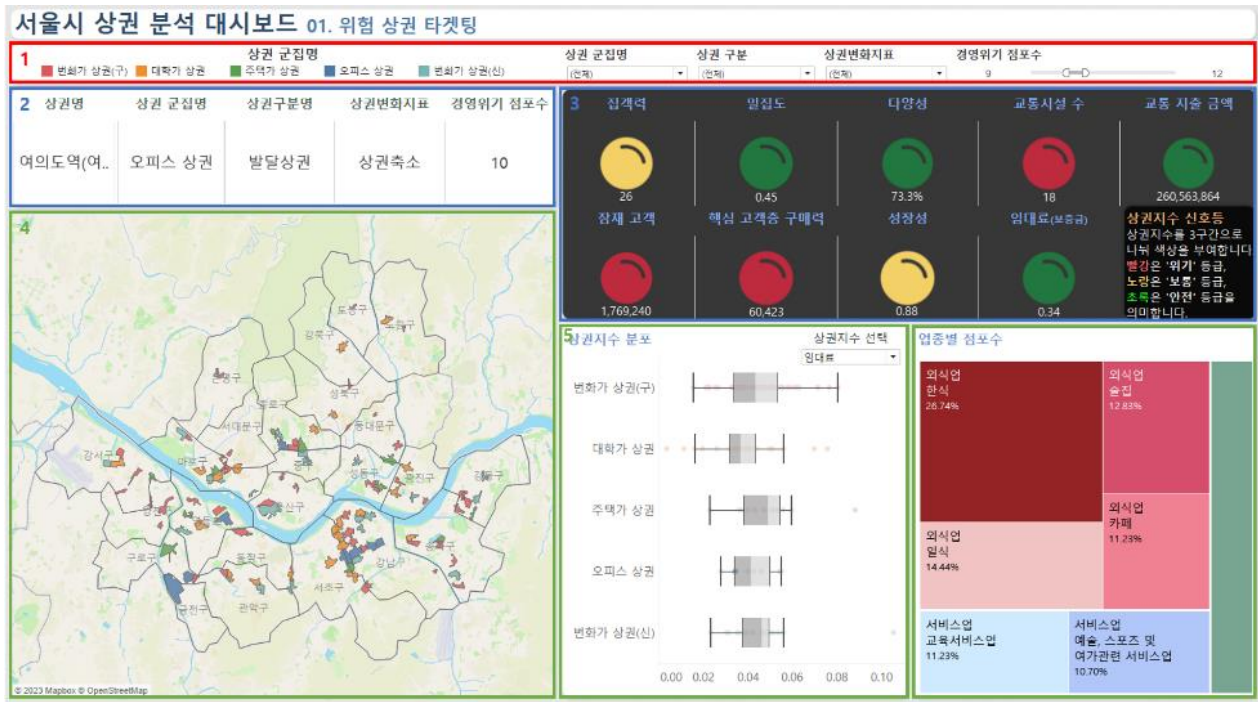 서울시 상권 분석 대시보드 01. 위험 상권 타겟팅
1
상권 군집명
번화가 상권(구) 대학가 상권 주택가 상권 오피스 상권 번화가 상권(신)
상권 군집명 상권 구분 상권변화지표 경영위기 점포수
(전체) (전체) (전체) 9 12
2 상권명 상권 군집명 상권구분명 상권변화지표 경영위기 점포수
여의도역(여.. 오피스 상권 발달상권 상권축소 10
3 집객력 밀집도 다양성 교통시설 수 교통 지출 금액
26 0.45 73.3% 18 260,563,864
잠재 고객 핵심 고객층 구매력 성장성 임대료(보증금)
1,769,240 60,423 0.88 0.34
상권지수 신호등
상권지수를 3구간으로
나눠 색상을 부여합니다.
빨강은 '위기' 등급,
노랑은 '보통' 등급,
초록은 '안전' 등급을
의미합니다.
4
도봉구
노원구
강북구
은평구
성북구
종로구
서대문구
동대문구
강서구
마포구
중구
성동구
광진구
강동구
용산구
구로구
동작구
강남구
서초구
금천구
관악구
© 2023 Mapbox © OpenStreetMap
5 상권지수 분포
상권지수 선택
임대료
번화가 상권(구)
대학가 상권
주택가 상권
오피스 상권
번화가 상권(신)
0.00 0.02 0.04 0.06 0.08 0.10
업종별 점포수
외식업
한식
26.74%
외식업
술집
12.83%
외식업
일식
14.44%
외식업
카페
11.23%
서비스업
교육서비스업
11.23%
서비스업
예술, 스포즈 및
여가관련 서비스업
10.70%